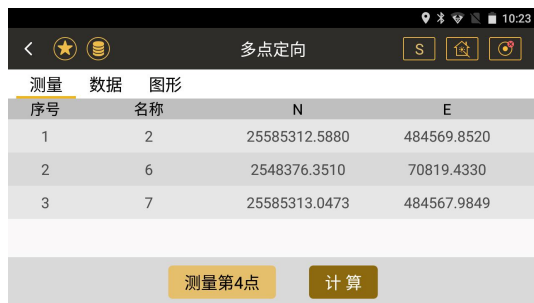 10:23
多点定向
S
测量 数据 图形
序号 名称 N E
1 2 25585312.5880 484569.8520
2 6 2548376.3510 70819.4330
3 7 25585313.0473 484567.9849
测量第4点 计算